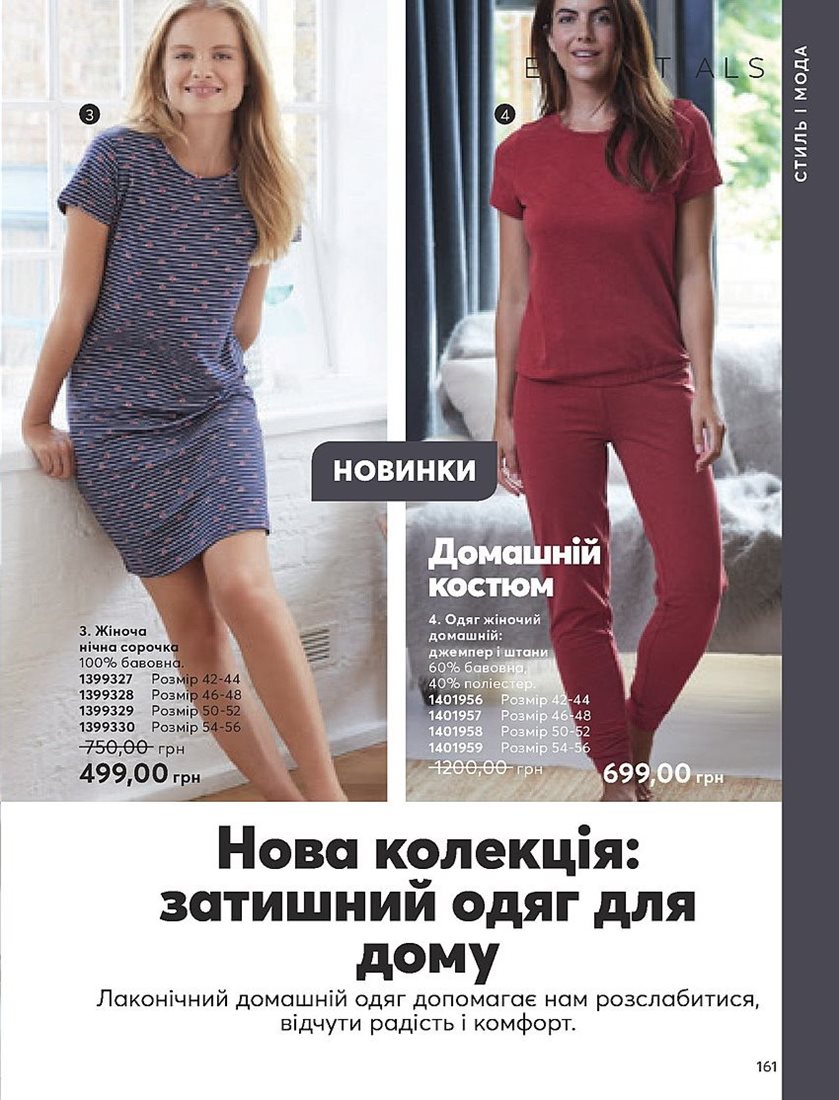 СТИЛЬ І МОДА
3
4
НОВИНКИ
3. Жіноча
нічна сорочка
100% бавовна.
1399327 Розмір 42-44
1399328 Розмір 46-48
1399329 Розмір 50-52
1399330 Розмір 54-56
750,00 грн
499,00 грн
Домашній
костюм
4. Одяг жіночий
домашній:
джемпер і штани
60% бавовна,
40% поліестер.
1401956 Розмір 42-44
1401957 Розмір 46-48
1401958 Розмір 50-52
1401959 Розмір 54-56
1200,00 грн
699,00 грн
Нова колекція:
затишний одяг для
дому
Лаконічний домашній одяг допомагає нам розслабитися,
відчути радість і комфорт.
161